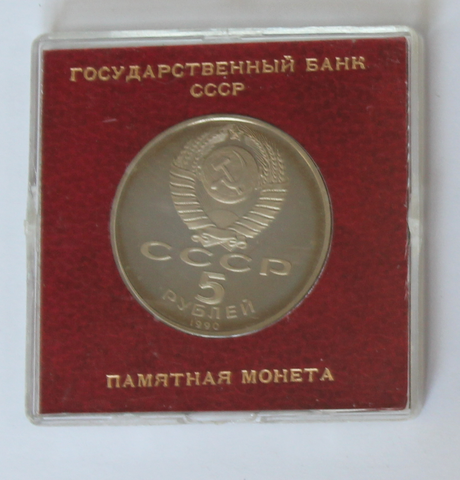 ГОСУДАРСТВЕННЫЙ БАНК
СССР
СССР
5
РУБЛЕЙ
1990
ПАМЯТНАЯ МОНЕТА